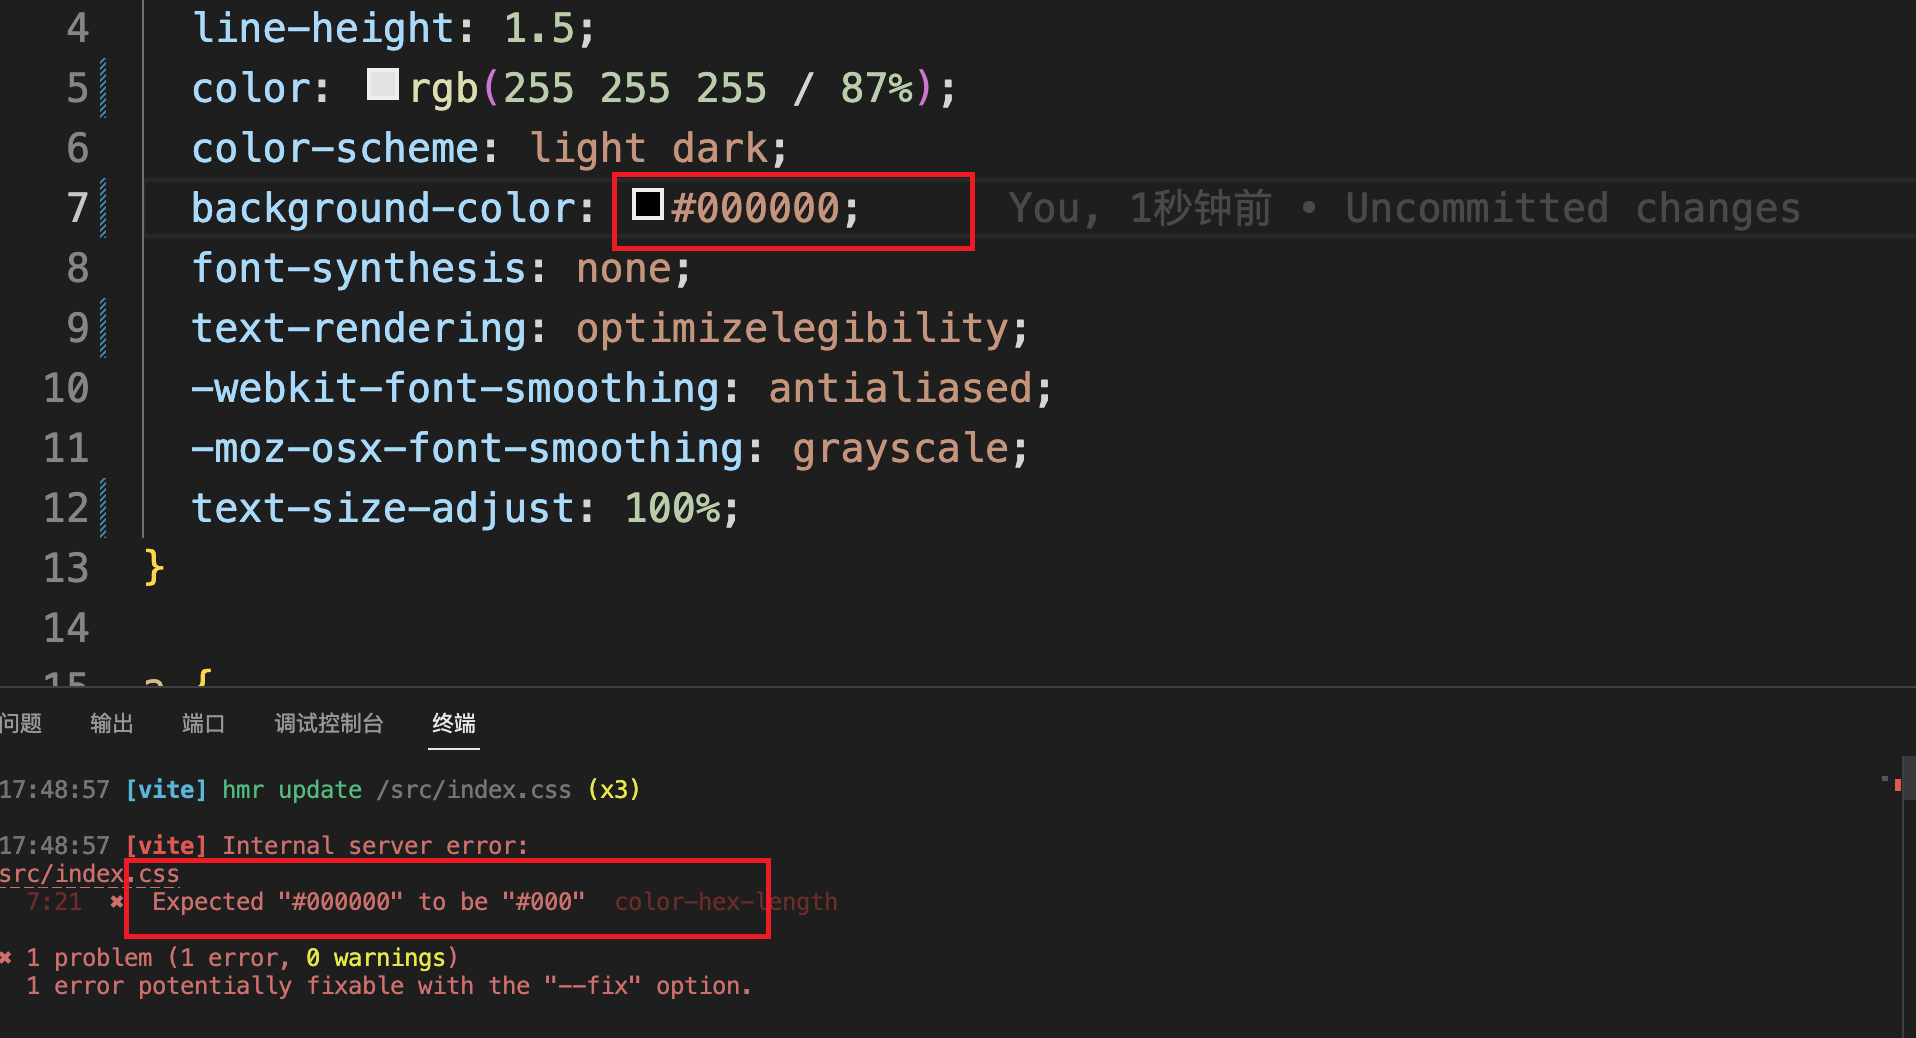 4 line-height: 1.5;
5 color: rgb(255 255 255 / 87%);
6 color-scheme: light dark;
7 background-color: #000000; You, 1秒钟前 • Uncommitted changes
8 font-synthesis: none;
9 text-rendering: optimizelegibility;
10 -webkit-font-smoothing: antialiased;
11 -moz-osx-font-smoothing: grayscale;
12 text-size-adjust: 100%;
13 }
14
15 a {
问题 输出 端口 调试控制台 终端
17:48:57 [vite] hmr update /src/index.css (x3)
17:48:57 [vite] Internal server error:
src/index.css
7:21 ✖ Expected "#000000" to be "#000" color-hex-length
✖ 1 problem (1 error, 0 warnings)
1 error potentially fixable with the "--fix" option.